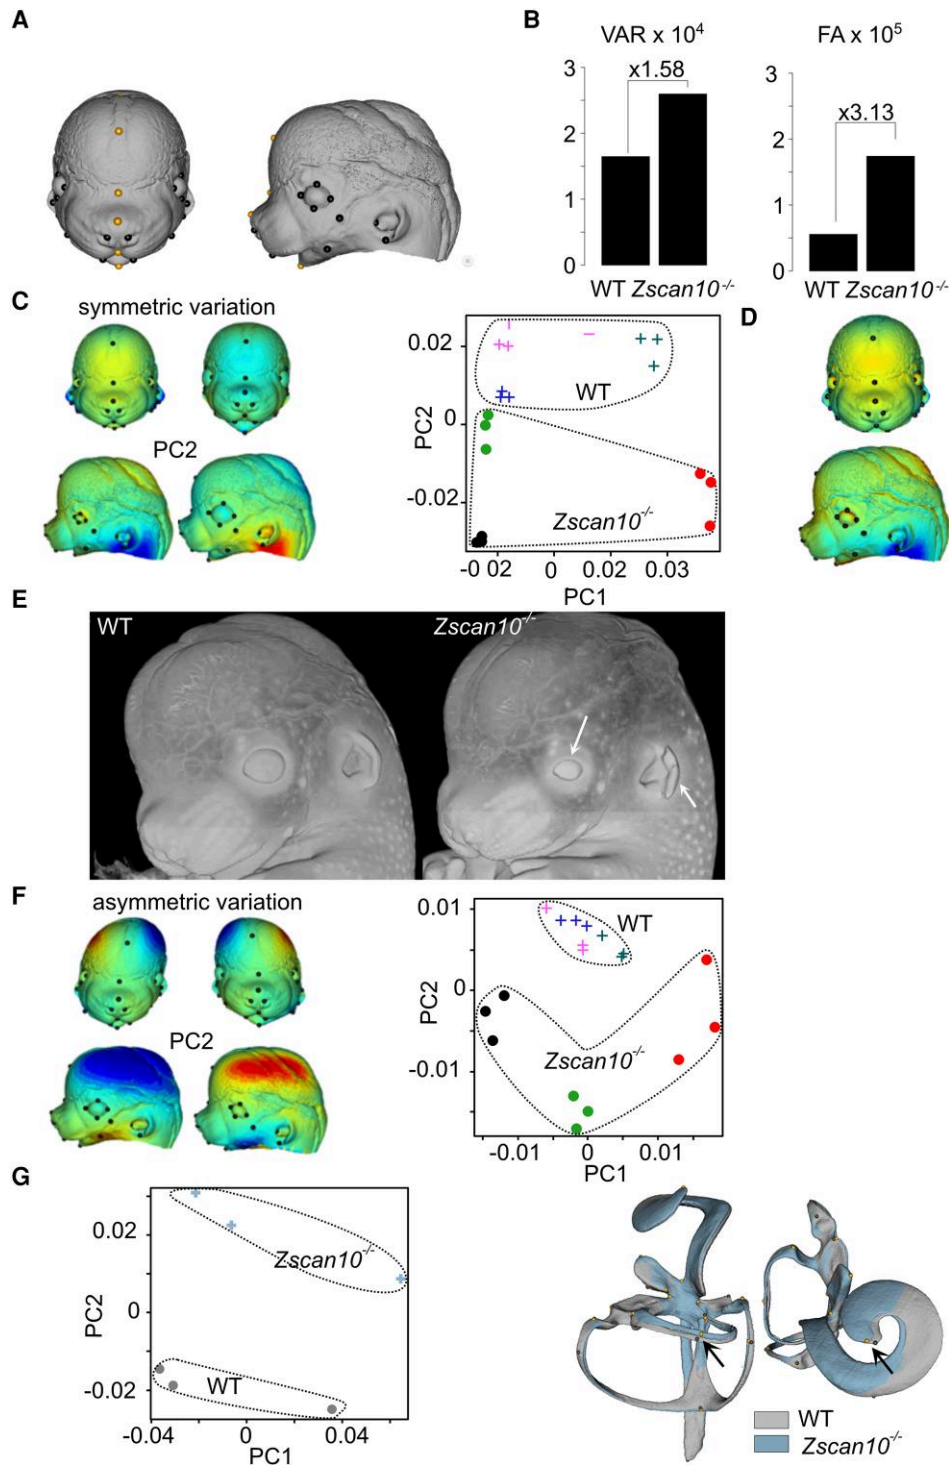 A
B
VAR x 10⁴
FA x 10⁵
3
2
1
0
x1.58
WT Zscan10⁻/⁻
3
2
1
0
x3.13
WT Zscan10⁻/⁻
C
symmetric variation
PC2
PC2
0.02
0
-0.02
WT
Zscan10⁻/⁻
-0 02
0
0.02
0.03
PC1
D
E
WT
Zscan10⁻/⁻
F
asymmetric variation
PC2
PC2
0.01
0
-0.01
WT
Zscan10⁻/⁻
-0.01
0
0.01
PC1
G
PC2
0.02
0
-0.02
Zscan10⁻/⁻
WT
-0.04
0
0.04
PC1
WT
Zscan10⁻/⁻